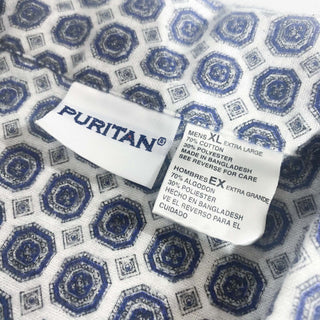 PURITAN®
MENS XL EXTRA LARGE
70% COTTON
30% POLYESTER
MADE IN BANGLADESH
SEE REVERSE FOR CARE
HOMBRES EX EXTRA GRANDE
70% ALGODON
30% POLIESTER
HECHO EN BANGLADESH
VE EL REVERSO PARA EL
CUIDADO